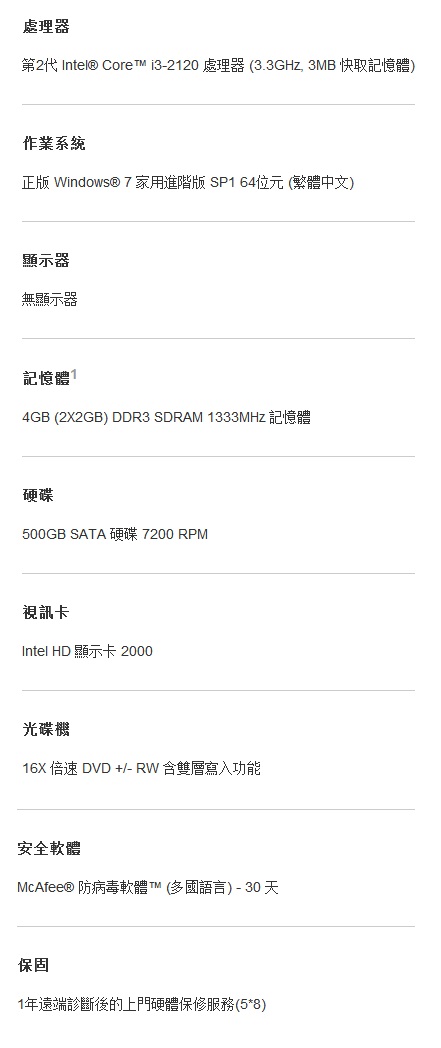 處理器
第2代 Intel® Core™ i3-2120 處理器 (3.3GHz, 3MB 快取記憶體)
作業系統
正版 Windows® 7 家用進階版 SP1 64位元 (繁體中文)
顯示器
無顯示器
記憶體1
4GB (2X2GB) DDR3 SDRAM 1333MHz 記憶體
硬碟
500GB SATA 硬碟 7200 RPM
視訊卡
Intel HD 顯示卡 2000
光碟機
16X 倍速 DVD +/- RW 含雙層寫入功能
安全軟體
McAfee® 防病毒軟體™ (多國語言) - 30 天
保固
1年遠端診斷後的上門硬體保修服務(5*8)